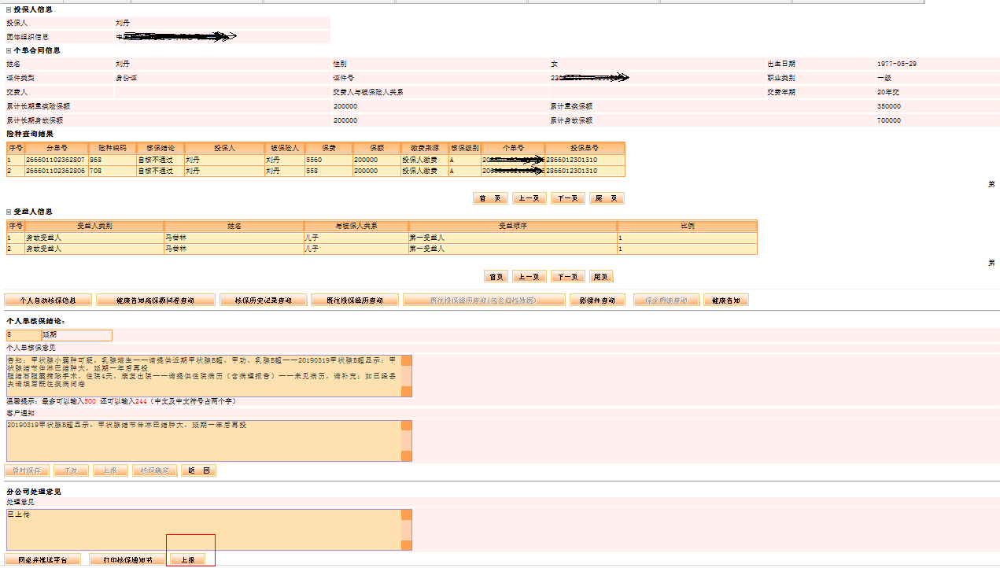 投保人信息
投保人 刘丹
团体组织信息
个单合同信息
姓名 刘丹 性别 女 出生日期 1977-05-29
证件类型 身份证 证件号 职业类别 一级
交费人 交费人与被保险人关系 交费年期 20年交
累计长期重疾险保额 200000 累计重疾保额 350000
累计长期身故保额 200000 累计身故保额 700000
险种查询结果
序号 分单号 险种编码 核保结论 投保人 被保险人 保费 保额 缴费来源 核保级别 个单号 投保单号
1 266601102362807 868 自核不通过 刘丹 刘丹 5560 200000 投保人缴费 A 2866012301310
2 266601102362806 708 自核不通过 刘丹 刘丹 558 200000 投保人缴费 A 2866012301310
第
首 页 上一页 下一页 尾 页
受益人信息
序号 受益人类别 姓名 与被保人关系 受益顺序 比例
1 身故受益人 马誉林 儿子 第一受益人 1
2 身故受益人 马誉林 儿子 第一受益人 1
第
首页 上一页 下一页 尾页
个人自动核保信息 健康告知高保额问卷查询 核保历史记录查询 既往投保经历查询 既往投保经历查询(包含归档数据) 影像件查询 保全明细查询 健康告知
个人单核保结论:
8 延期
个人单核保意见
告知：甲状腺小囊肿可疑，乳腺增生——请提供近期甲状腺B超、甲功、乳腺B超——20190319甲状腺B超显示：甲
状腺结节伴淋巴结肿大，延期一年后再投
胆结石胆囊摘除手术，住院4天，康复出院——请提供住院病历（含病理报告）——未见病历，请补充；如已经丢
失请填写既往疾病问卷
温馨提示：最多可以输入500 还可以输入244（中文及中文符号占两个字）
客户通知
20190319甲状腺B超显示：甲状腺结节伴淋巴结肿大，延期一年后再投
暂时保存 下发 上报 核保确定 返 回
分公司处理意见
处理意见
已上传
同意并推送平台 打印核保通知书 上报